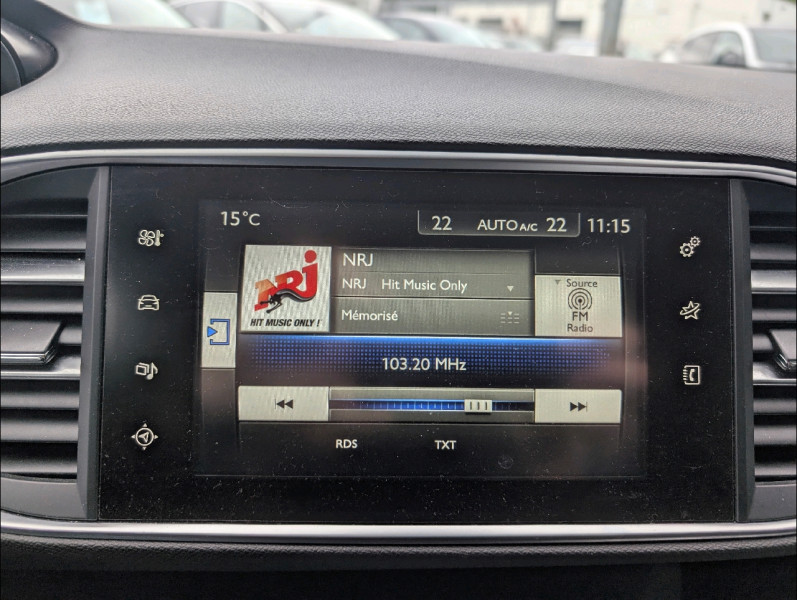 15°C
22 AUTO A/C 22 11:15
NRJ
HIT MUSIC ONLY !
NRJ
NRJ Hit Music Only
Mémorisé
Source
FM
Radio
103.20 MHz
RDS TXT